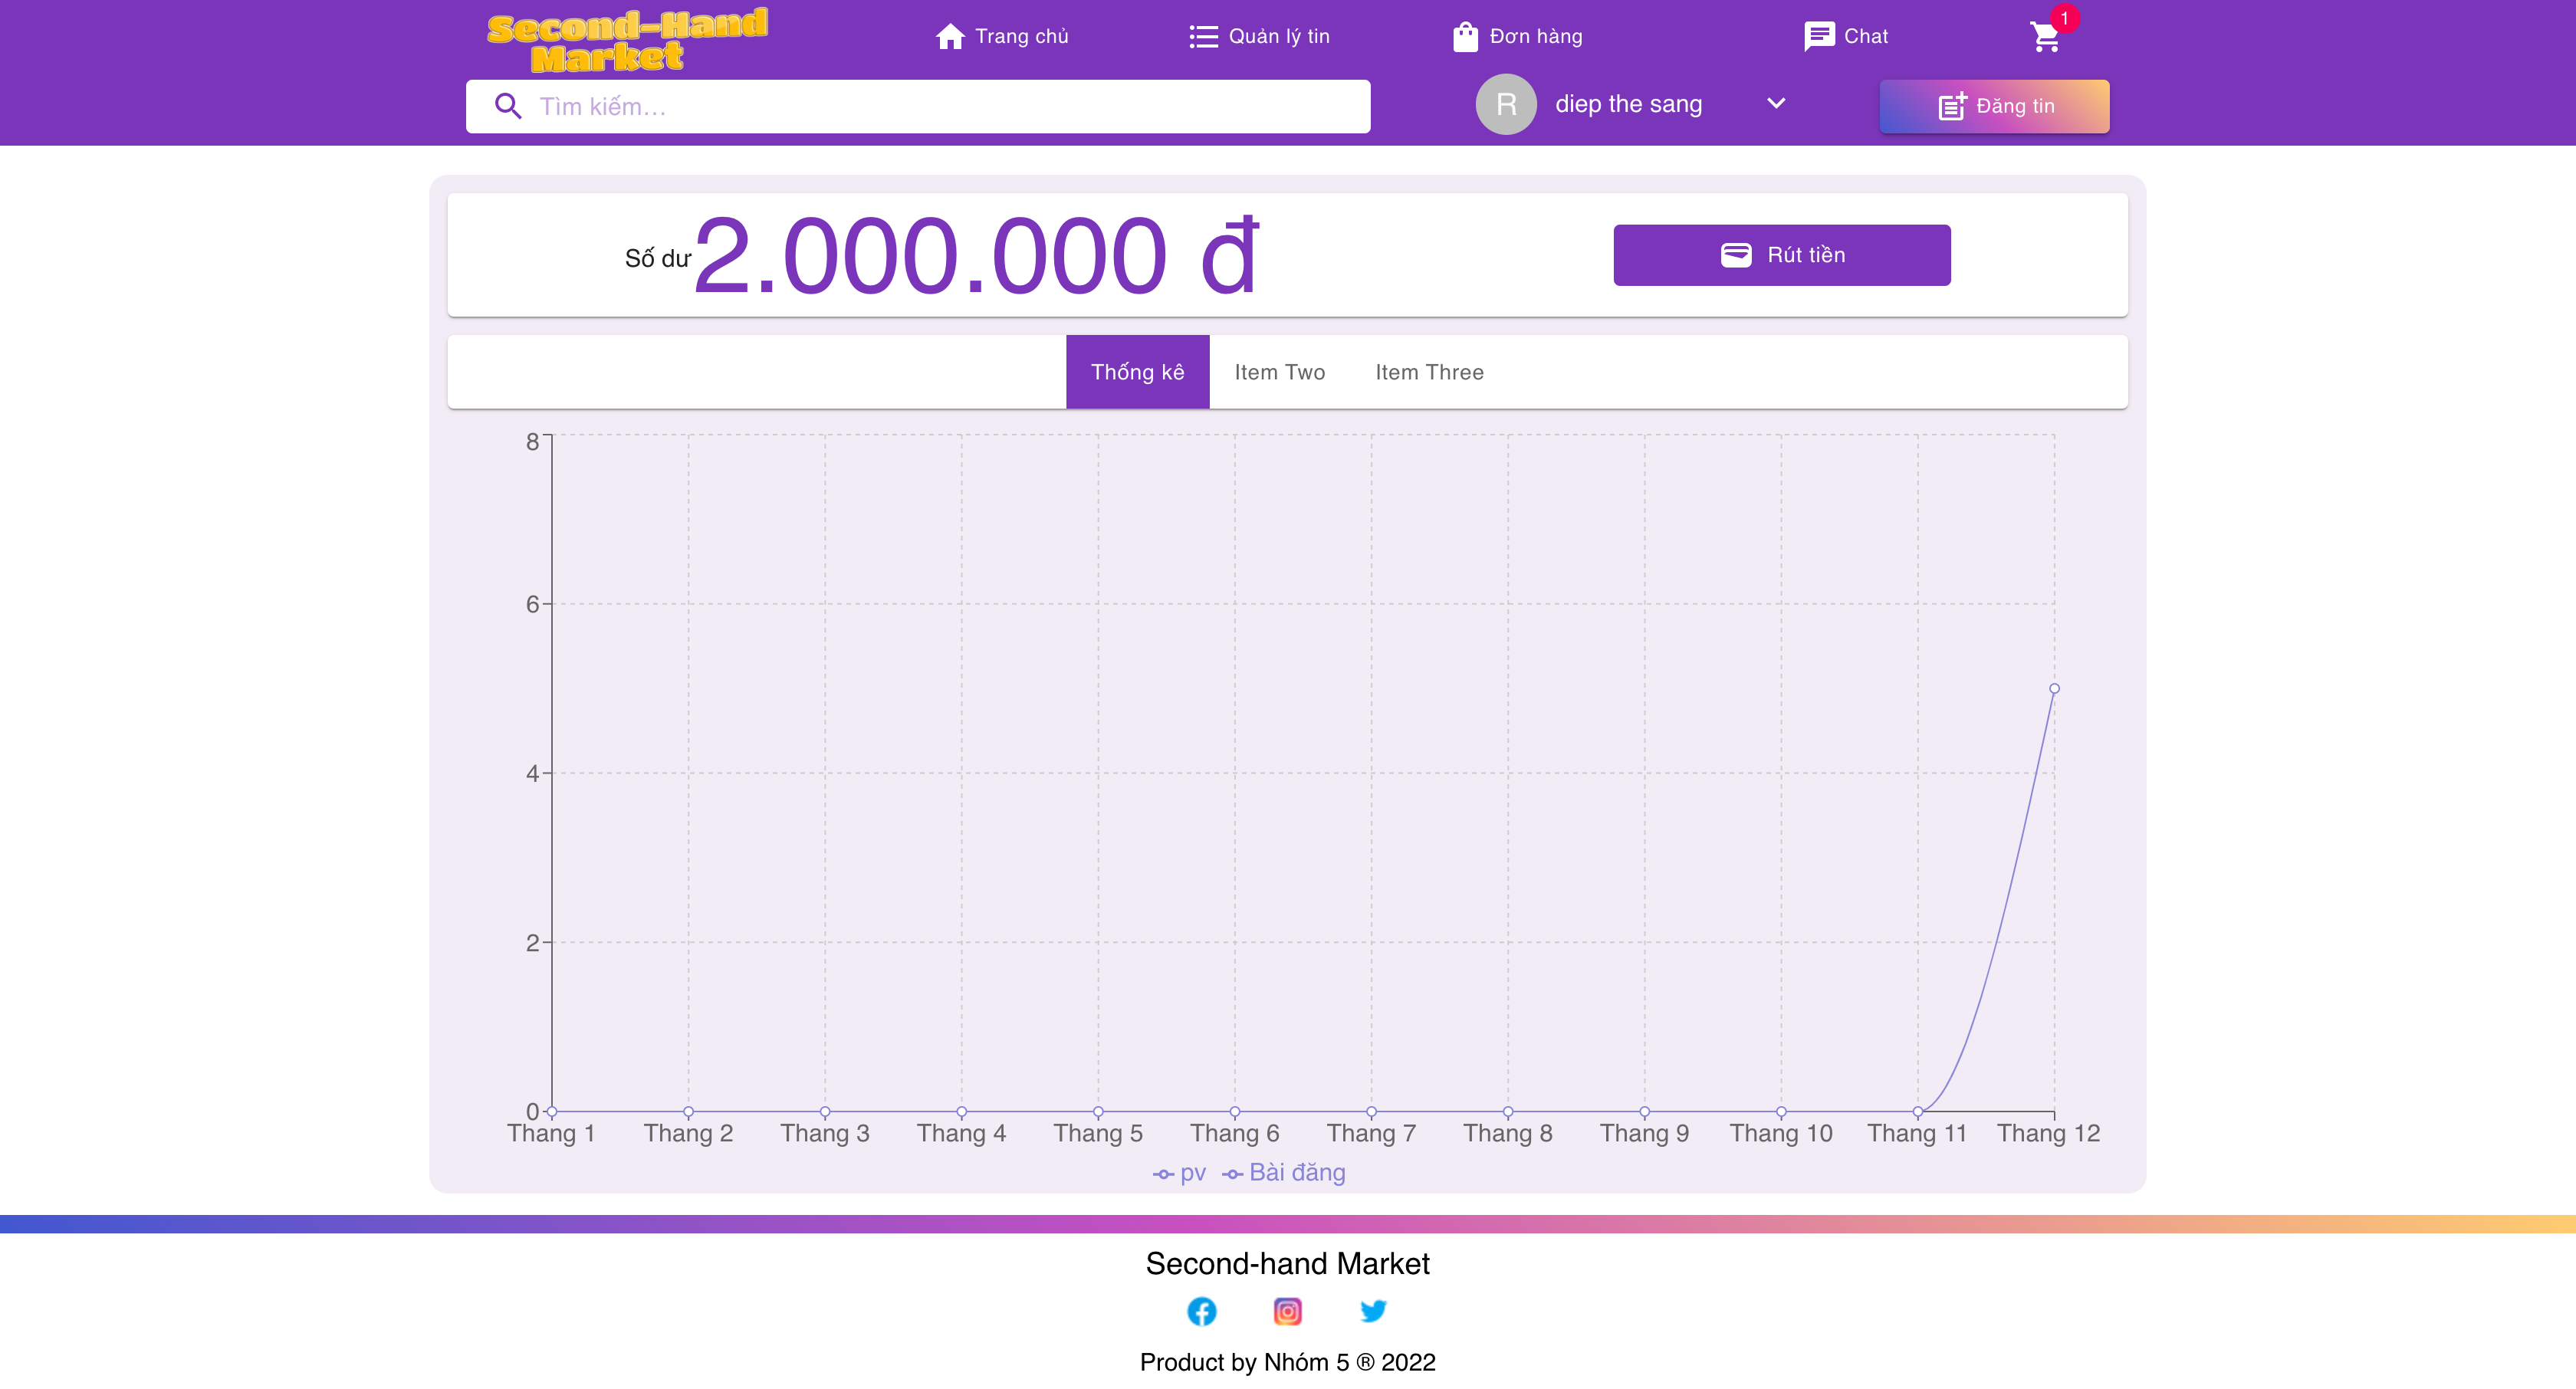 Second-Hand
Market
Trang chủ
Quản lý tin
Đơn hàng
Chat
1
Tìm kiếm...
R
diep the sang
Đăng tin
Số dư 2.000.000 đ
Rút tiền
Thống kê
Item Two
Item Three
8
6
4
2
0
Thang 1 Thang 2 Thang 3 Thang 4 Thang 5 Thang 6 Thang 7 Thang 8 Thang 9 Thang 10 Thang 11 Thang 12
pv Bài đăng
Second-hand Market
Product by Nhóm 5 ® 2022